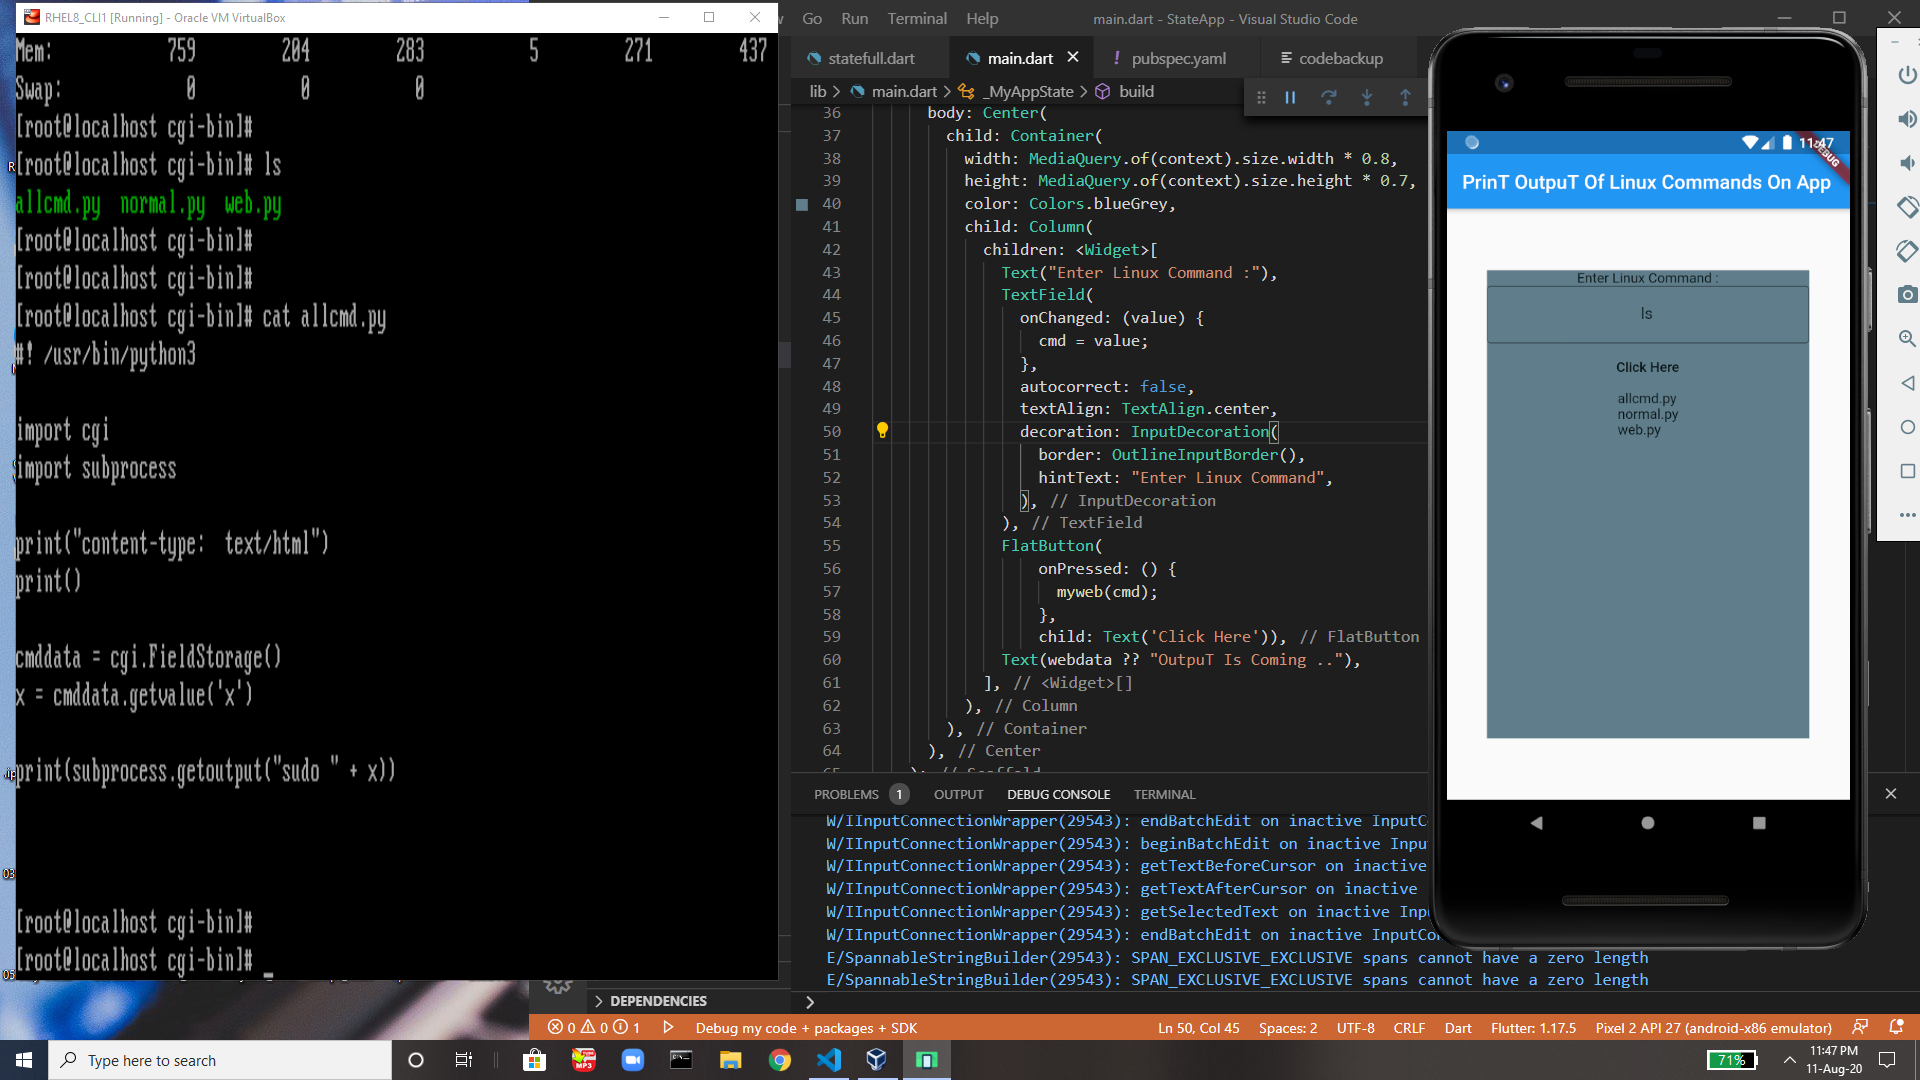 RHEL8_CLI1 [Running] - Oracle VM VirtualBox
Mem: 759 204 283 5 271 437
Swap: 0 0 0
[root@localhost cgi-bin]#
[root@localhost cgi-bin]# ls
allcmd.py normal.py web.py
[root@localhost cgi-bin]#
[root@localhost cgi-bin]#
[root@localhost cgi-bin]# cat allcmd.py
#! /usr/bin/python3
import cgi
import subprocess
print("content-type: text/html")
print()
cmddata = cgi.FieldStorage()
x = cmddata.getvalue('x')
print(subprocess.getoutput("sudo " + x))
[root@localhost cgi-bin]#
[root@localhost cgi-bin]#
Go Run Terminal Help main.dart - StateApp - Visual Studio Code
statefull.dart main.dart pubspec.yaml codebackup
lib > main.dart > _MyAppState > build
36 body: Center(
37 child: Container(
38 width: MediaQuery.of(context).size.width * 0.8,
39 height: MediaQuery.of(context).size.height * 0.7,
40 color: Colors.blueGrey,
41 child: Column(
42 children: <Widget>[
43 Text("Enter Linux Command :"),
44 TextField(
45 onChanged: (value) {
46 cmd = value;
47 },
48 autocorrect: false,
49 textAlign: TextAlign.center,
50 decoration: InputDecoration(
51 border: OutlineInputBorder(),
52 hintText: "Enter Linux Command",
53 ), // InputDecoration
54 ), // TextField
55 FlatButton(
56 onPressed: () {
57 myweb(cmd);
58 },
59 child: Text('Click Here')), // FlatButton
60 Text(webdata ?? "OutpuT Is Coming .."),
61 ], // <Widget>[]
62 ), // Column
63 ), // Container
64 ), // Center
PROBLEMS 1 OUTPUT DEBUG CONSOLE TERMINAL
W/IInputConnectionWrapper(29543): endBatchEdit on inactive InputC
W/IInputConnectionWrapper(29543): beginBatchEdit on inactive Inpu
W/IInputConnectionWrapper(29543): getTextBeforeCursor on inactive
W/IInputConnectionWrapper(29543): getTextAfterCursor on inactive
W/IInputConnectionWrapper(29543): getSelectedText on inactive Inp
W/IInputConnectionWrapper(29543): endBatchEdit on inactive InputCo
E/SpannableStringBuilder(29543): SPAN_EXCLUSIVE_EXCLUSIVE spans cannot have a zero length
E/SpannableStringBuilder(29543): SPAN_EXCLUSIVE_EXCLUSIVE spans cannot have a zero length
DEPENDENCIES
0 0 1 Debug my code + packages + SDK Ln 50, Col 45 Spaces: 2 UTF-8 CRLF Dart Flutter: 1.17.5 Pixel 2 API 27 (android-x86 emulator)
11:47
DEBUG
PrinT OutpuT Of Linux Commands On App
Enter Linux Command :
ls
Click Here
allcmd.py
normal.py
web.py
Type here to search
MP3
71%
11:47 PM
11-Aug-20